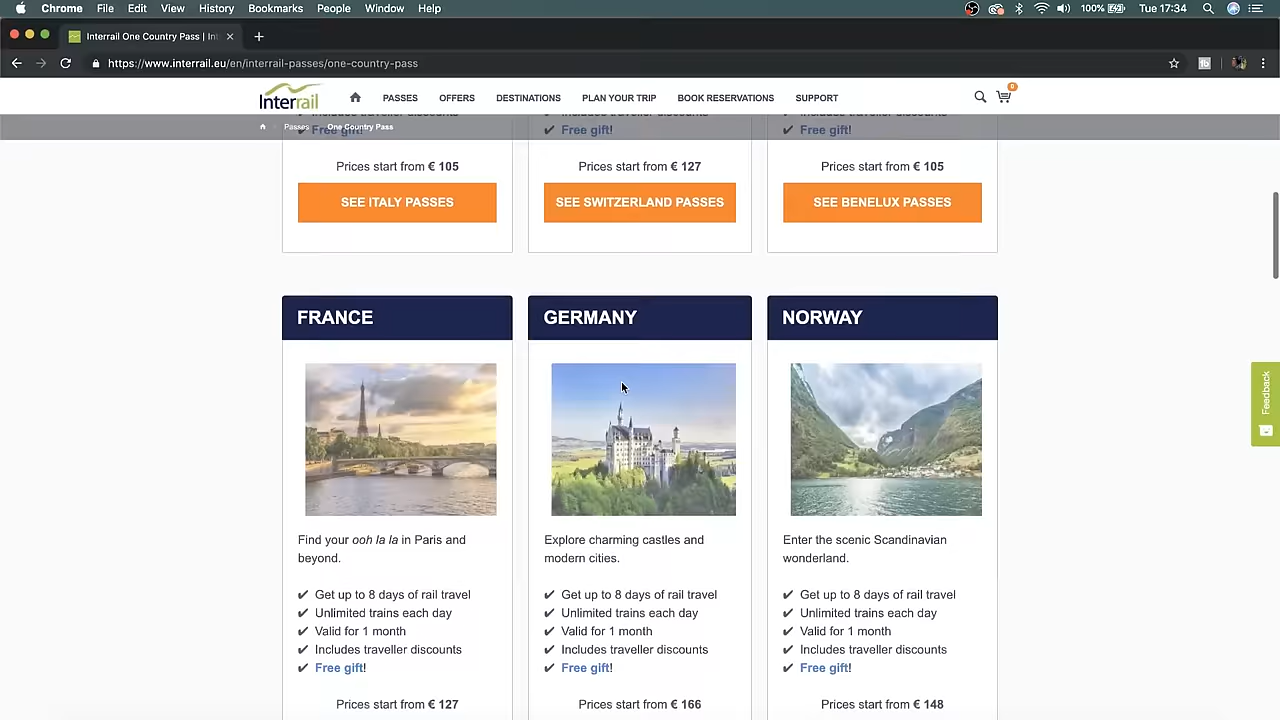 Chrome File Edit View History Bookmarks People Window Help 100% Tue 17:34
Interrail One Country Pass | Int
https://www.interrail.eu/en/interrail-passes/one-country-pass
Interrail PASSES OFFERS DESTINATIONS PLAN YOUR TRIP BOOK RESERVATIONS SUPPORT 0
Passes One Country Pass
✔ Free gift! ✔ Free gift! ✔ Free gift!
Prices start from € 105 Prices start from € 127 Prices start from € 105
SEE ITALY PASSES SEE SWITZERLAND PASSES SEE BENELUX PASSES
FRANCE GERMANY NORWAY
Find your ooh la la in Paris and
beyond.
✔ Get up to 8 days of rail travel
✔ Unlimited trains each day
✔ Valid for 1 month
✔ Includes traveller discounts
✔ Free gift!
Prices start from € 127
Explore charming castles and
modern cities.
✔ Get up to 8 days of rail travel
✔ Unlimited trains each day
✔ Valid for 1 month
✔ Includes traveller discounts
✔ Free gift!
Prices start from € 166
Enter the scenic Scandinavian
wonderland.
✔ Get up to 8 days of rail travel
✔ Unlimited trains each day
✔ Valid for 1 month
✔ Includes traveller discounts
✔ Free gift!
Prices start from € 148
Feedback